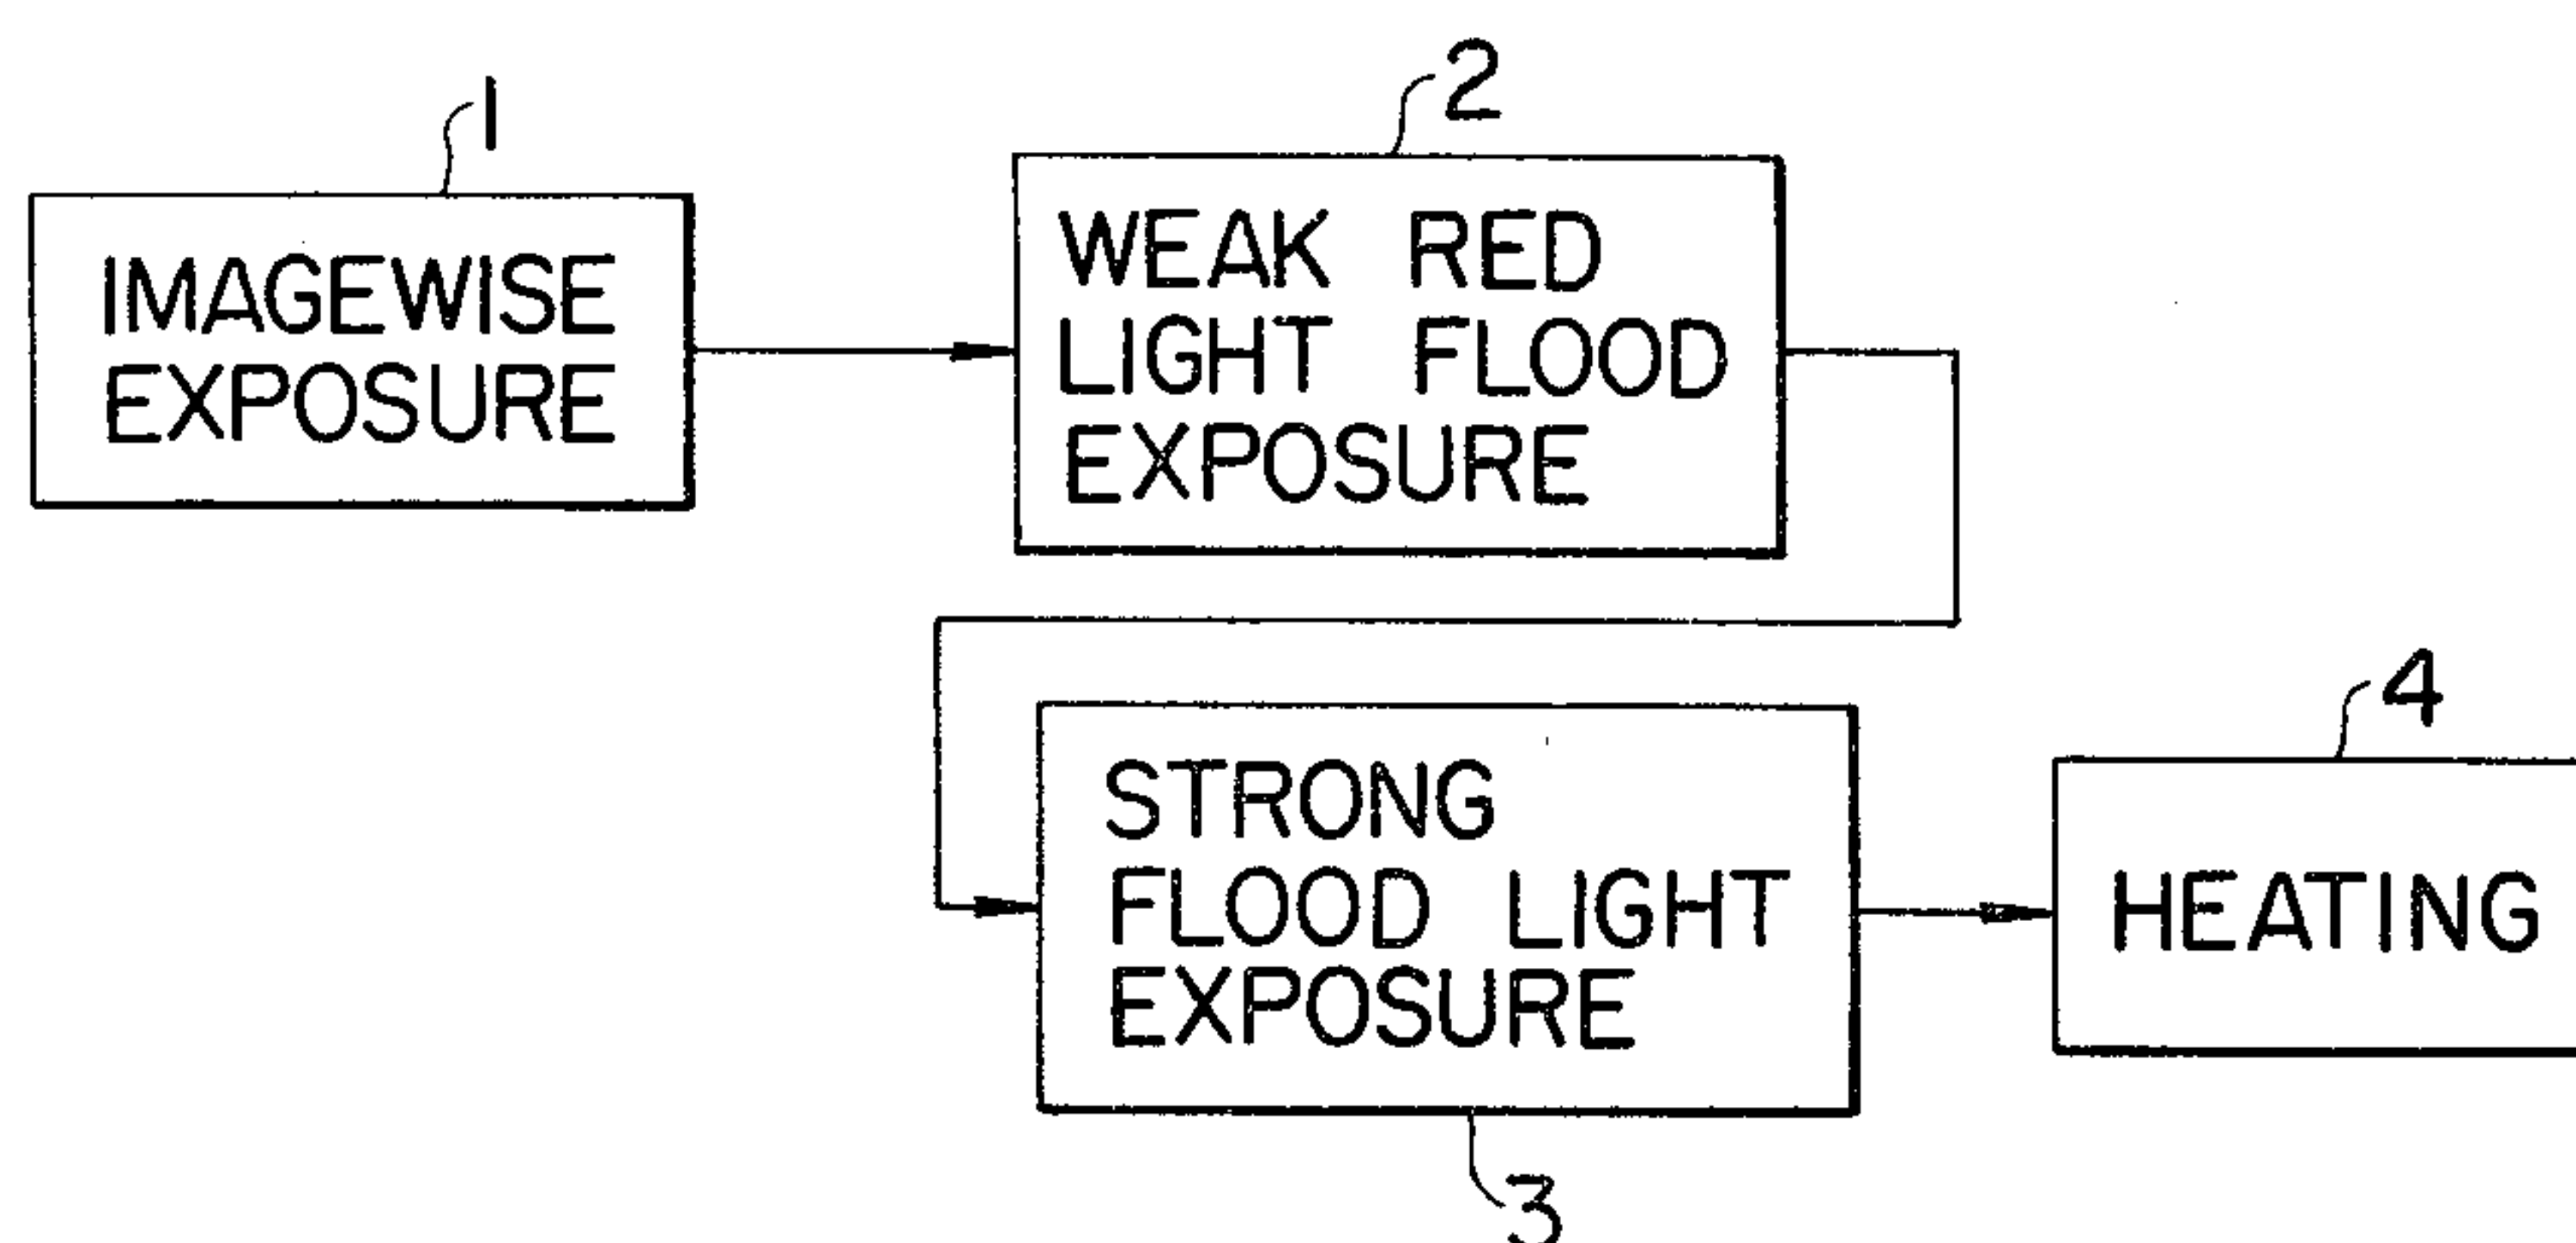 1
IMAGEWISE
EXPOSURE
2
WEAK RED
LIGHT FLOOD
EXPOSURE
3
STRONG
FLOOD LIGHT
EXPOSURE
4
HEATING